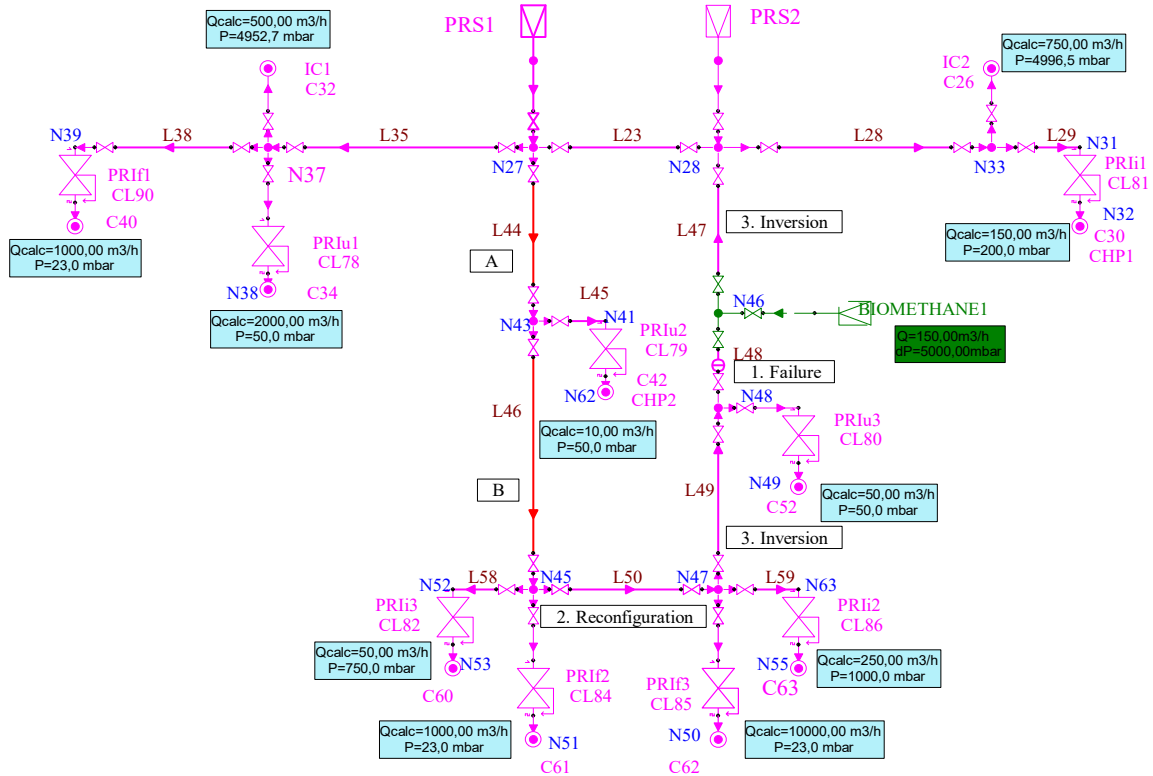 Qcalc=500,00 m3/h
P=4952,7 mbar
PRS1
PRS2
Qcalc=750,00 m3/h
P=4996,5 mbar
IC1
C32
IC2
C26
N39
L38
L35
L23
L28
L29
N31
N27
N28
N33
N37
PRIf1
CL90
PRIi1
CL81
C40
Qcalc=1000,00 m3/h
P=23,0 mbar
PRIu1
CL78
N38
C34
Qcalc=2000,00 m3/h
P=50,0 mbar
L44
A
L47
3. Inversion
Qcalc=150,00 m3/h
P=200,0 mbar
N32
C30
CHP1
L45
N43
N41
PRIu2
CL79
C42
CHP2
N62
N46
BIOMETHANE1
Q=150,00m3/h
dP=5000,00mbar
L48
1. Failure
L46
Qcalc=10,00 m3/h
P=50,0 mbar
N48
PRIu3
CL80
B
L49
N49
C52
Qcalc=50,00 m3/h
P=50,0 mbar
3. Inversion
N52
L58
N45
L50
N47
L59
N63
PRIi3
CL82
2. Reconfiguration
PRIi2
CL86
Qcalc=50,00 m3/h
P=750,0 mbar
N53
C60
PRIf2
CL84
PRIf3
CL85
N55
C63
Qcalc=250,00 m3/h
P=1000,0 mbar
Qcalc=1000,00 m3/h
P=23,0 mbar
N51
C61
N50
C62
Qcalc=10000,00 m3/h
P=23,0 mbar